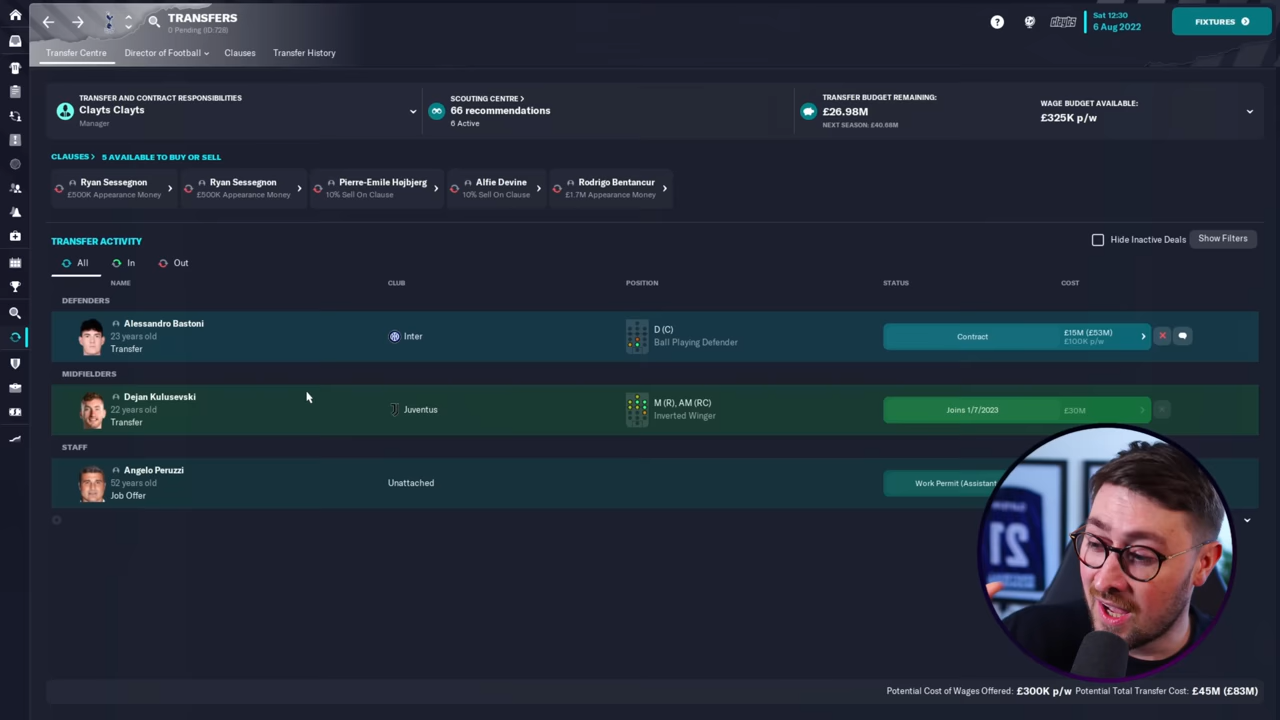 TRANSFERS
0 Pending (ID:728)
clayts
Sat 12:30
6 Aug 2022
FIXTURES
Transfer Centre
Director of Football
Clauses
Transfer History
TRANSFER AND CONTRACT RESPONSIBILITIES
Clayts Clayts
Manager
SCOUTING CENTRE >
66 recommendations
6 Active
TRANSFER BUDGET REMAINING:
£26.98M
NEXT SEASON: £40.68M
WAGE BUDGET AVAILABLE:
£325K p/w
CLAUSES > 5 AVAILABLE TO BUY OR SELL
Ryan Sessegnon
£500K Appearance Money
Ryan Sessegnon
£500K Appearance Money
Pierre-Emile Højbjerg
10% Sell On Clause
Alfie Devine
10% Sell On Clause
Rodrigo Bentancur
£1.7M Appearance Money
TRANSFER ACTIVITY
Hide Inactive Deals
Show Filters
All In Out
NAME CLUB POSITION STATUS COST
DEFENDERS
Alessandro Bastoni
23 years old
Transfer
Inter
D (C)
Ball Playing Defender
Contract
£15M (£53M)
£100K p/w
MIDFIELDERS
Dejan Kulusevski
22 years old
Transfer
Juventus
M (R), AM (RC)
Inverted Winger
Joins 1/7/2023
£30M
STAFF
Angelo Peruzzi
52 years old
Job Offer
Unattached
Work Permit (Assistan
21
Potential Cost of Wages Offered: £300K p/w Potential Total Transfer Cost: £45M (£83M)